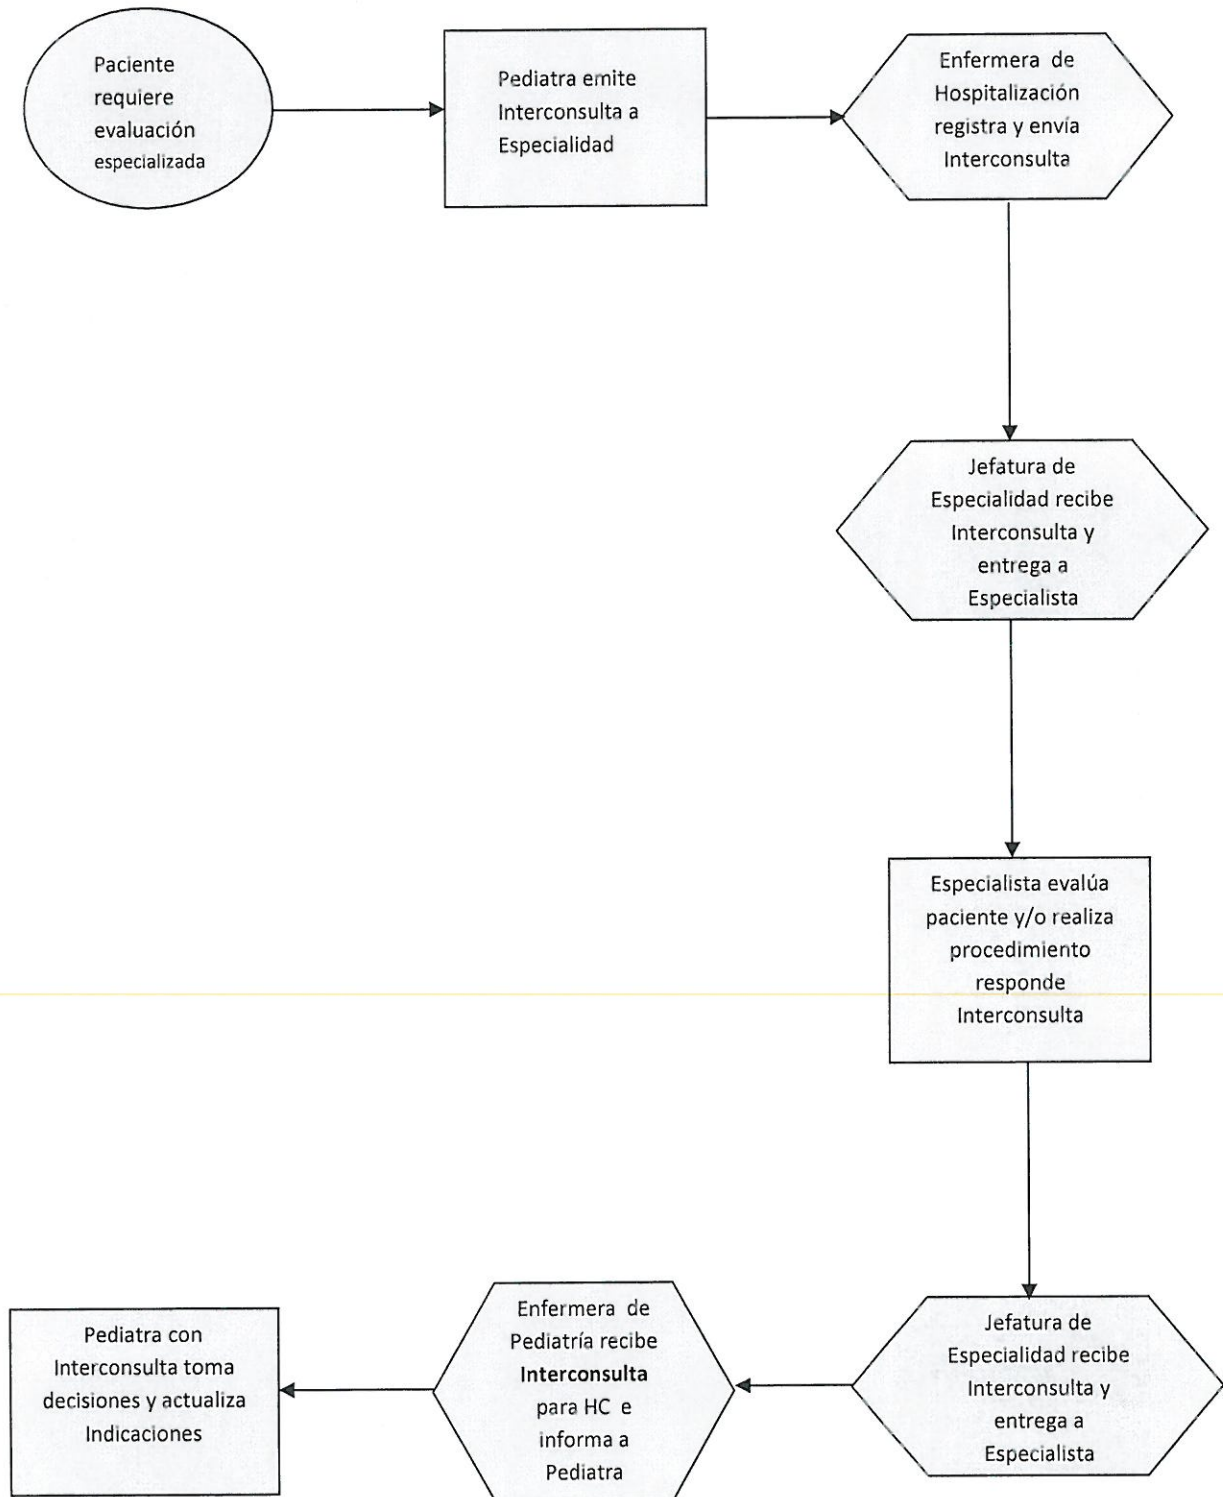 Paciente
requiere
evaluación
especializada
Pediatra emite
Interconsulta a
Especialidad
Enfermera de
Hospitalización
registra y envía
Interconsulta
Jefatura de
Especialidad recibe
Interconsulta y
entrega a
Especialista
Especialista evalúa
paciente y/o realiza
procedimiento
responde
Interconsulta
Jefatura de
Especialidad recibe
Interconsulta y
entrega a
Especialista
Enfermera de
Pediatría recibe
Interconsulta
para HC e
informa a
Pediatra
Pediatra con
Interconsulta toma
decisiones y actualiza
Indicaciones